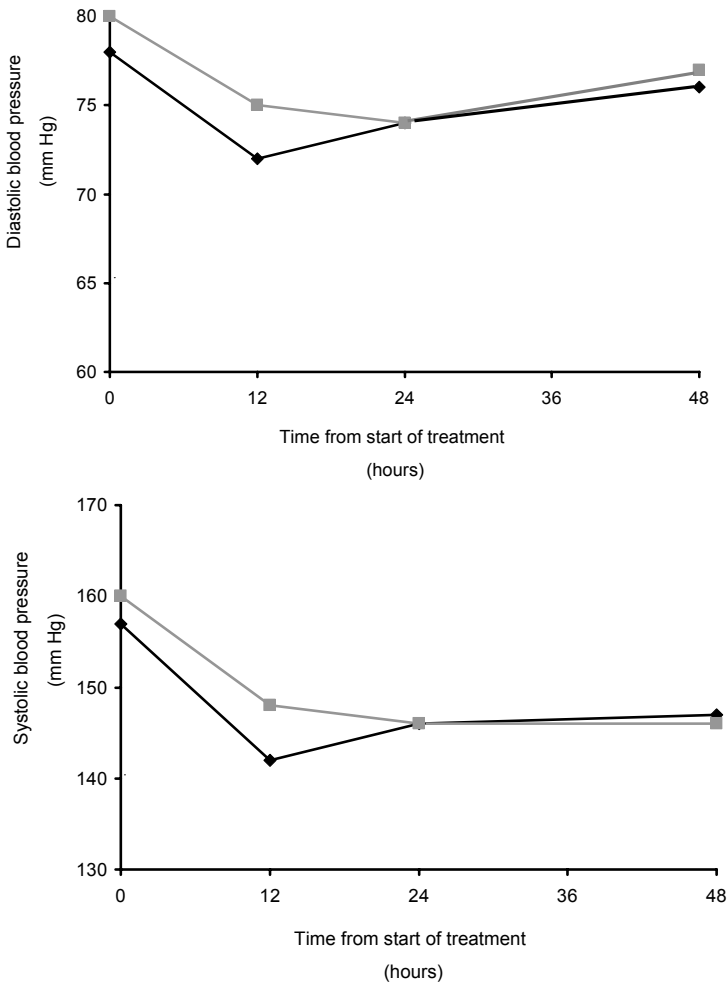 80
75
70
65
60
Diastolic blood pressure
(mm Hg)
0 12 24 36 48
Time from start of treatment
(hours)
170
160
150
140
130
Systolic blood pressure
(mm Hg)
0 12 24 36 48
Time from start of treatment
(hours)